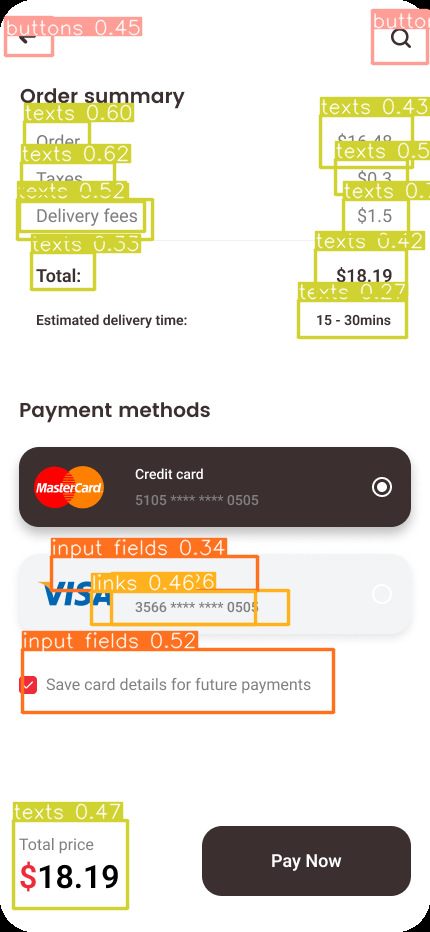 buttons 0.45
button
Order summary
texts 0.60
texts 0.43
Order
$16.48
texts 0.62
texts 0.5
Taxes
$0.3
texts 0.52
texts
Delivery fees
$1.5
texts 0.33
texts 0.42
Total:
$18.19
texts 0.27
Estimated delivery time:
15 - 30mins
Payment methods
MasterCard
Credit card
5105 **** **** 0505
input fields 0.34
VISA
links 0.46
3566 **** **** 0505
input fields 0.52
Save card details for future payments
texts 0.47
Total price
$18.19
Pay Now